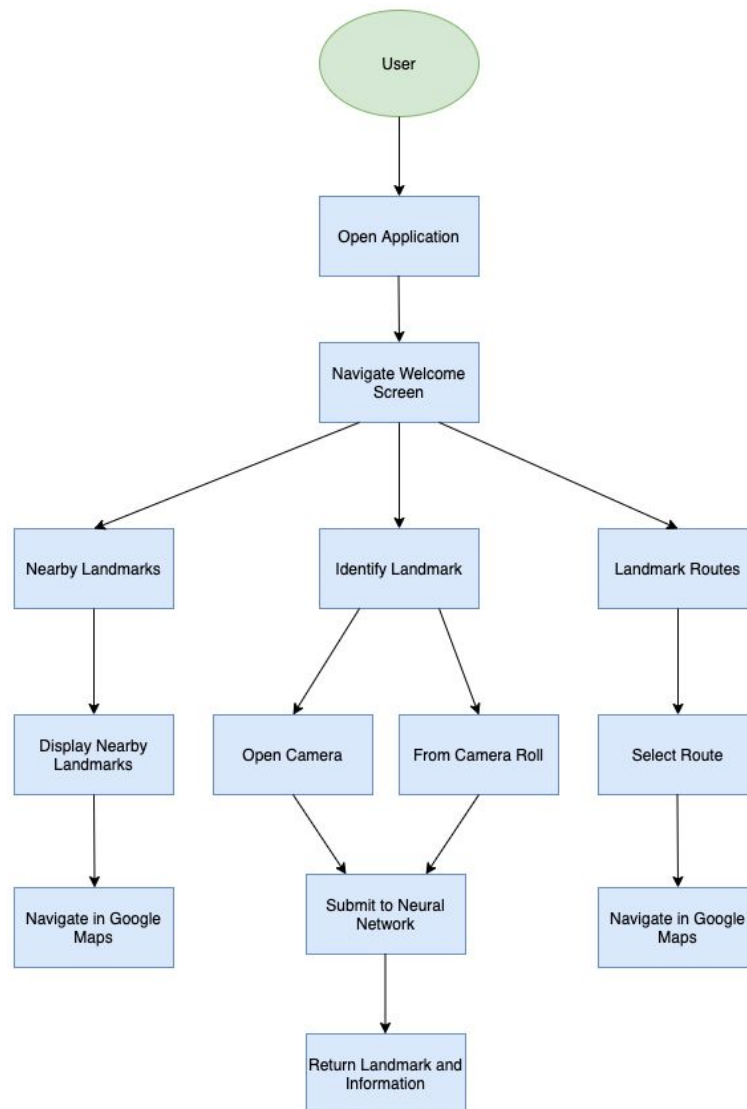 User
Open Application
Navigate Welcome
Screen
Nearby Landmarks
Identify Landmark
Landmark Routes
Display Nearby
Landmarks
Open Camera
From Camera Roll
Select Route
Navigate in Google
Maps
Submit to Neural
Network
Navigate in Google
Maps
Return Landmark and
Information